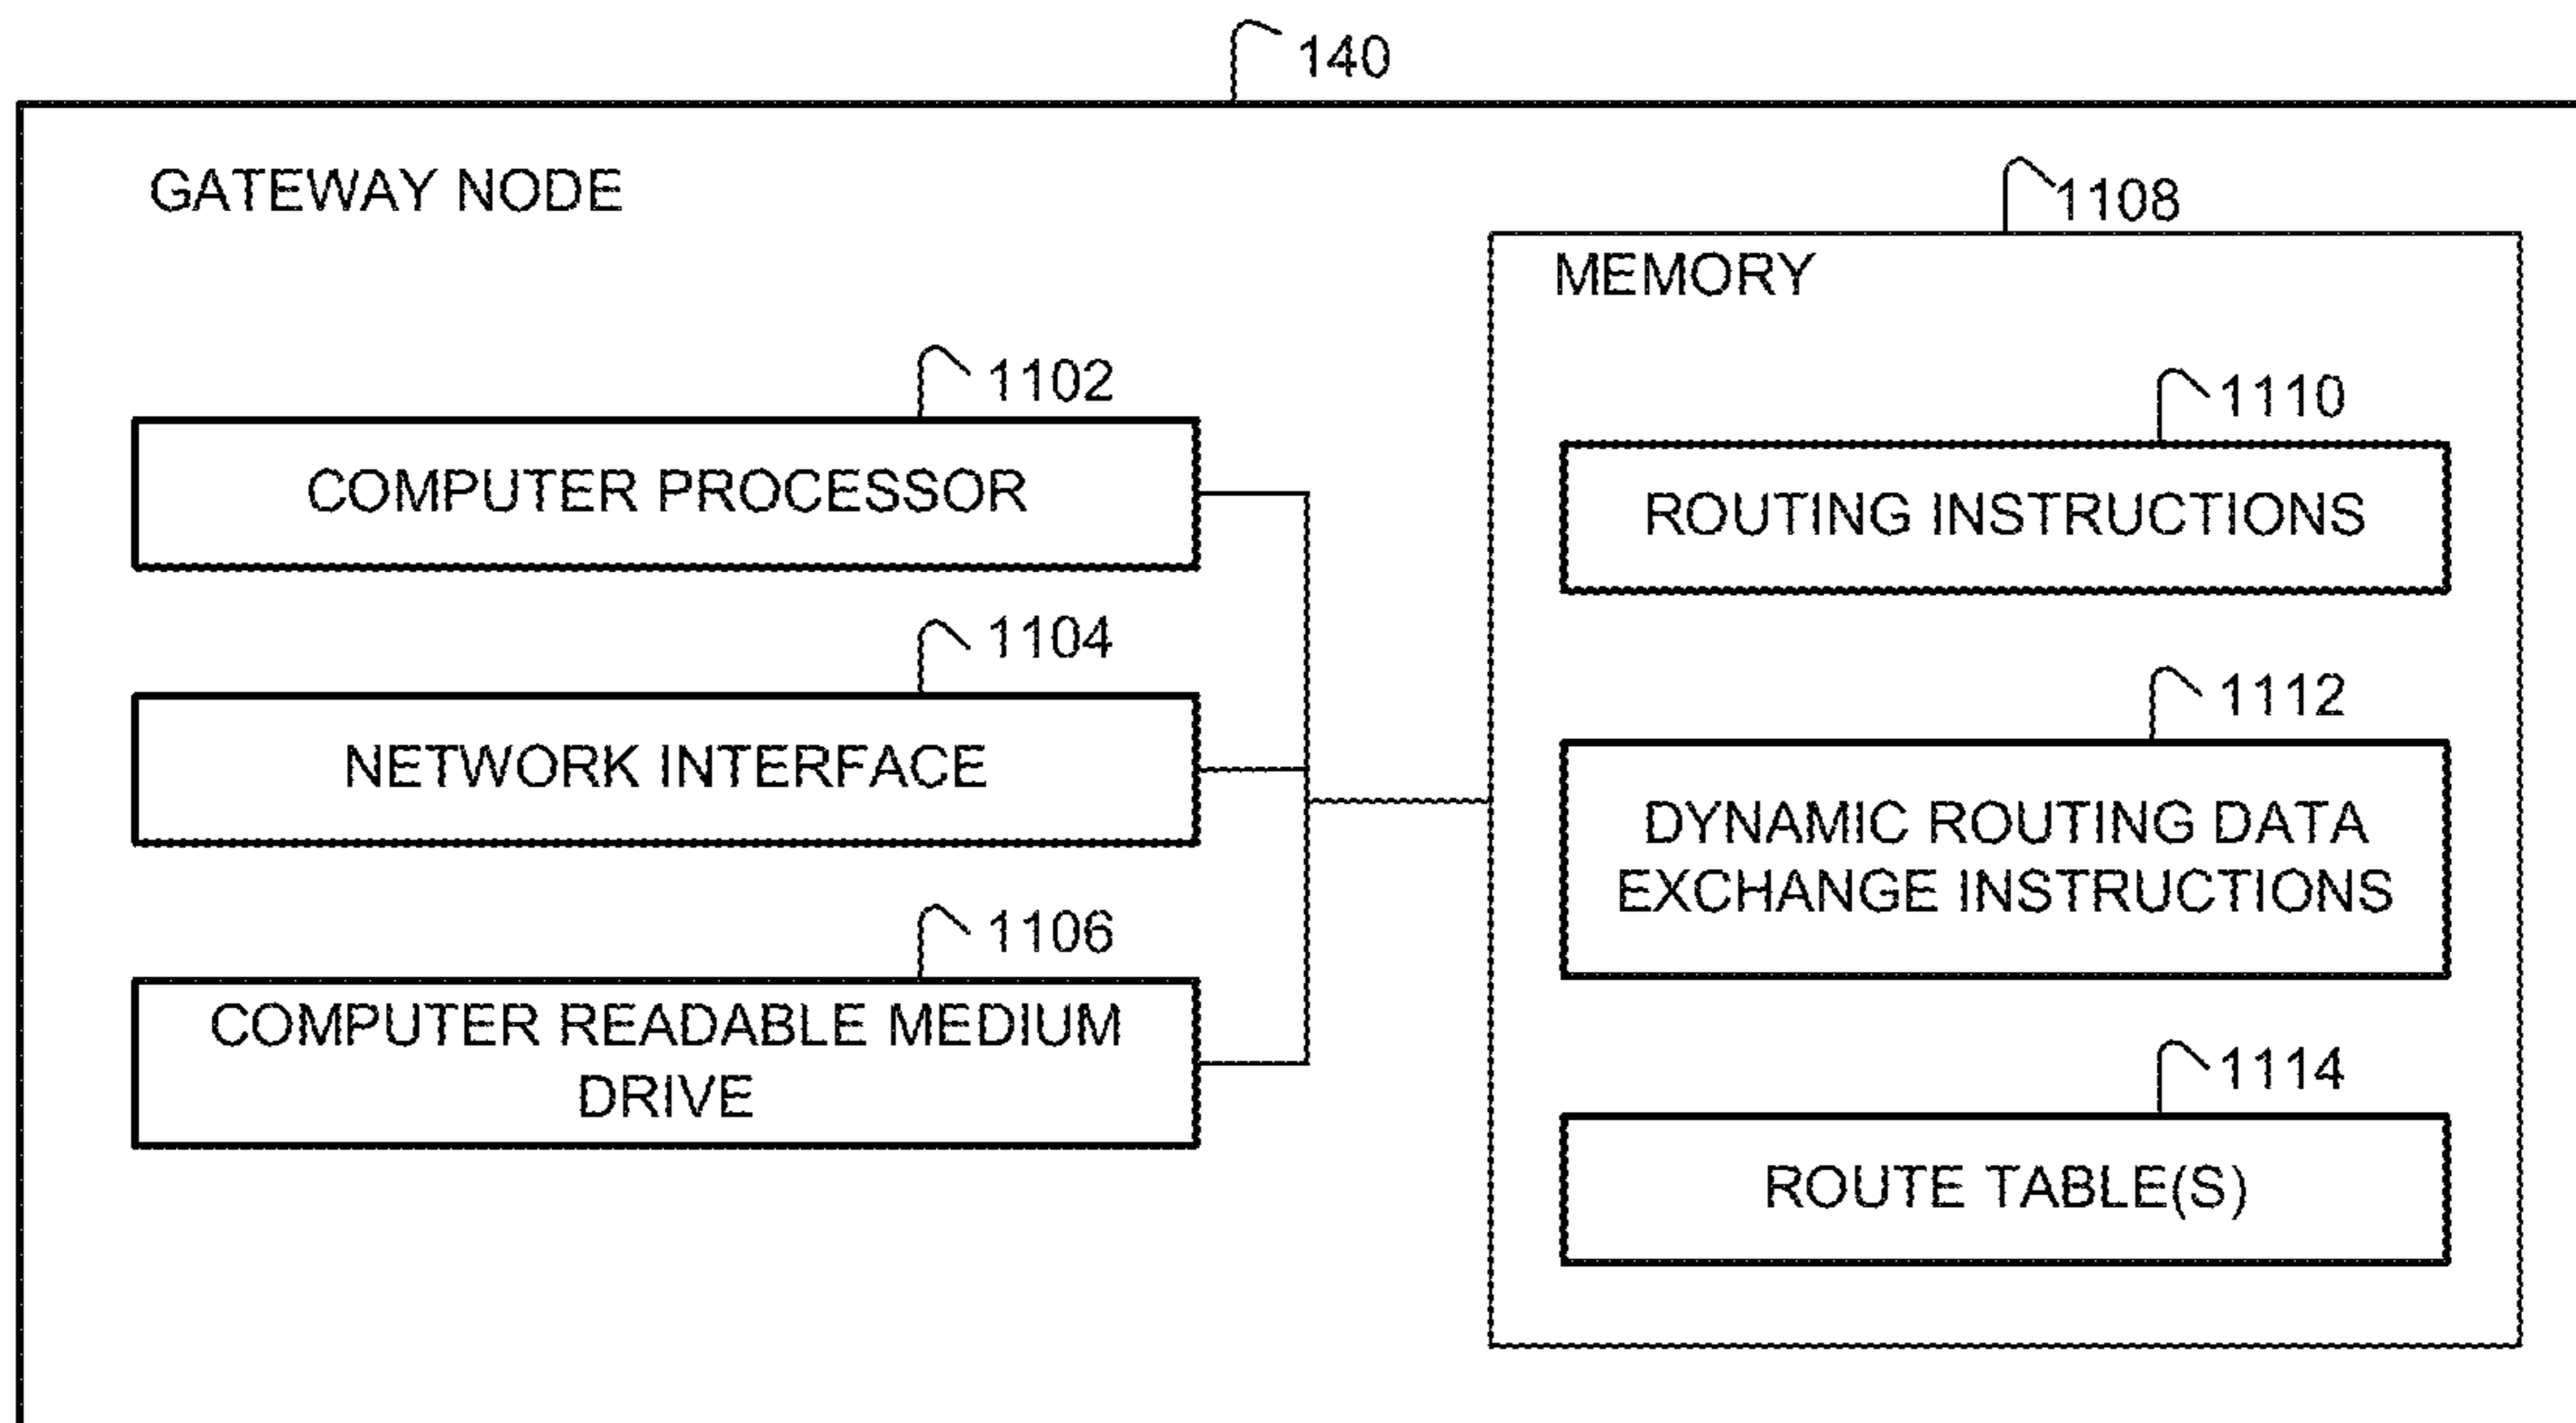 140
GATEWAY NODE
1108
MEMORY
1102
COMPUTER PROCESSOR
1110
ROUTING INSTRUCTIONS
1104
NETWORK INTERFACE
1112
DYNAMIC ROUTING DATA
EXCHANGE INSTRUCTIONS
1106
COMPUTER READABLE MEDIUM
DRIVE
1114
ROUTE TABLE(S)